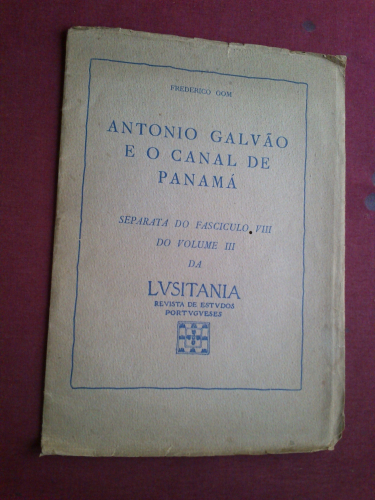 FREDERICO OOM
ANTONIO GALVÃO
E O CANAL DE
PANAMÁ
SEPARATA DO FASCICULO VIII
DO VOLUME III
DA
LVSITANIA
REVISTA DE ESTVDOS
PORTVGVESES